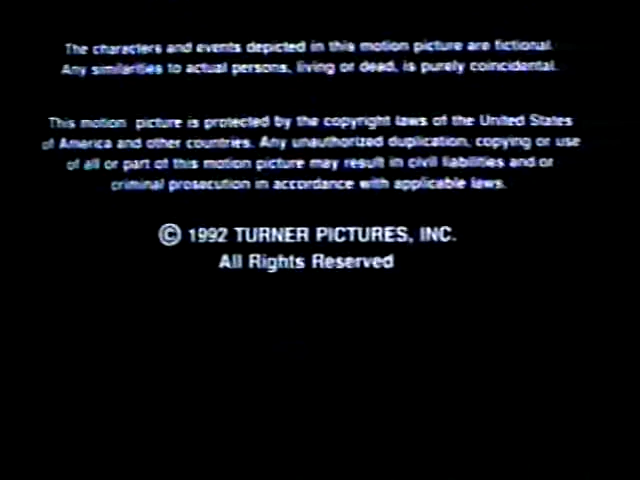 The characters and events depicted in this motion picture are fictional.
Any similarities to actual persons, living or dead, is purely coincidental.
This motion picture is protected by the copyright laws of the United States
of America and other countries. Any unauthorized duplication, copying or use
of all or part of this motion picture may result in civil liabilities and or
criminal prosecution in accordance with applicable laws.
© 1992 TURNER PICTURES, INC.
All Rights Reserved